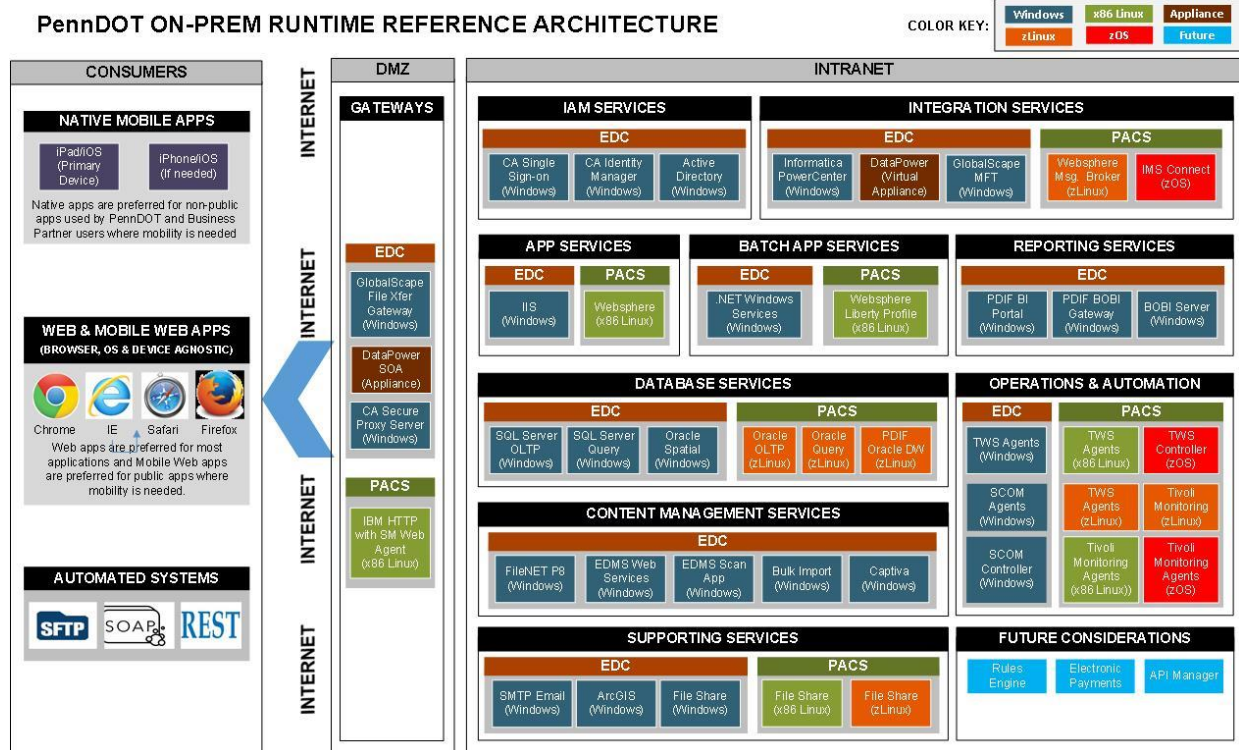 PennDOT ON-PREM RUNTIME REFERENCE ARCHITECTURE
COLOR KEY:
Windows
x86 Linux
Appliance
zLinux
zOS
Future
CONSUMERS
NATIVE MOBILE APPS
iPad/iOS
(Primary
Device)
iPhone/iOS
(If needed)
Native apps are preferred for non-public
apps used by PennDOT and Business
Partner users where mobility is needed
WEB & MOBILE WEB APPS
(BROWSER, OS & DEVICE AGNOSTIC)
Chrome
IE
Safari
Firefox
Web apps are preferred for most
applications and Mobile Web apps
are preferred for public apps where
mobility is needed.
AUTOMATED SYSTEMS
SFTP
SOAP
REST
INTERNET
INTERNET
INTERNET
INTERNET
DMZ
GATEWAYS
EDC
GlobalScape
File Xfer
Gateway
(Windows)
DataPower
SOA
(Appliance)
CA Secure
Proxy Server
(Windows)
PACS
IBM HTTP
with SM Web
Agent
(x86 Linux)
INTRANET
IAM SERVICES
EDC
CA Single
Sign-on
(Windows)
CA Identity
Manager
(Windows)
Active
Directory
(Windows)
INTEGRATION SERVICES
EDC
Informatica
PowerCenter
(Windows)
DataPower
(Virtual
Appliance)
GlobalScape
MFT
(Windows)
PACS
Websphere
Msg. Broker
(zLinux)
IMS Connect
(zOS)
APP SERVICES
EDC
IIS
(Windows)
PACS
Websphere
(x86 Linux)
BATCH APP SERVICES
EDC
.NET Windows
Services
(Windows)
PACS
Websphere
Liberty Profile
(x86 Linux)
REPORTING SERVICES
EDC
PDIF BI
Portal
(Windows)
PDIF BOBI
Gateway
(Windows)
BOBI Server
(Windows)
DATABASE SERVICES
EDC
SQL Server
OLTP
(Windows)
SQL Server
Query
(Windows)
Oracle
Spatial
(Windows)
PACS
Oracle
OLTP
(zLinux)
Oracle
Query
(zLinux)
PDIF
Oracle DW
(zLinux)
OPERATIONS & AUTOMATION
EDC
TWS Agents
(Windows)
SCOM
Agents
(Windows)
SCOM
Controller
(Windows)
PACS
TWS
Agents
(x86 Linux)
TWS
Controller
(zOS)
TWS
Agents
(zLinux)
Tivoli
Monitoring
(zLinux)
Tivoli
Monitoring
Agents
(x86 Linux))
Tivoli
Monitoring
Agents
(zOS)
CONTENT MANAGEMENT SERVICES
EDC
FileNET P8
(Windows)
EDMS Web
Services
(Windows)
EDMS Scan
App
(Windows)
Bulk Import
(Windows)
Captiva
(Windows)
SUPPORTING SERVICES
EDC
SMTP Email
(Windows)
ArcGIS
(Windows)
File Share
(Windows)
PACS
File Share
(x86 Linux)
File Share
(zLinux)
FUTURE CONSIDERATIONS
Rules
Engine
Electronic
Payments
API Manager